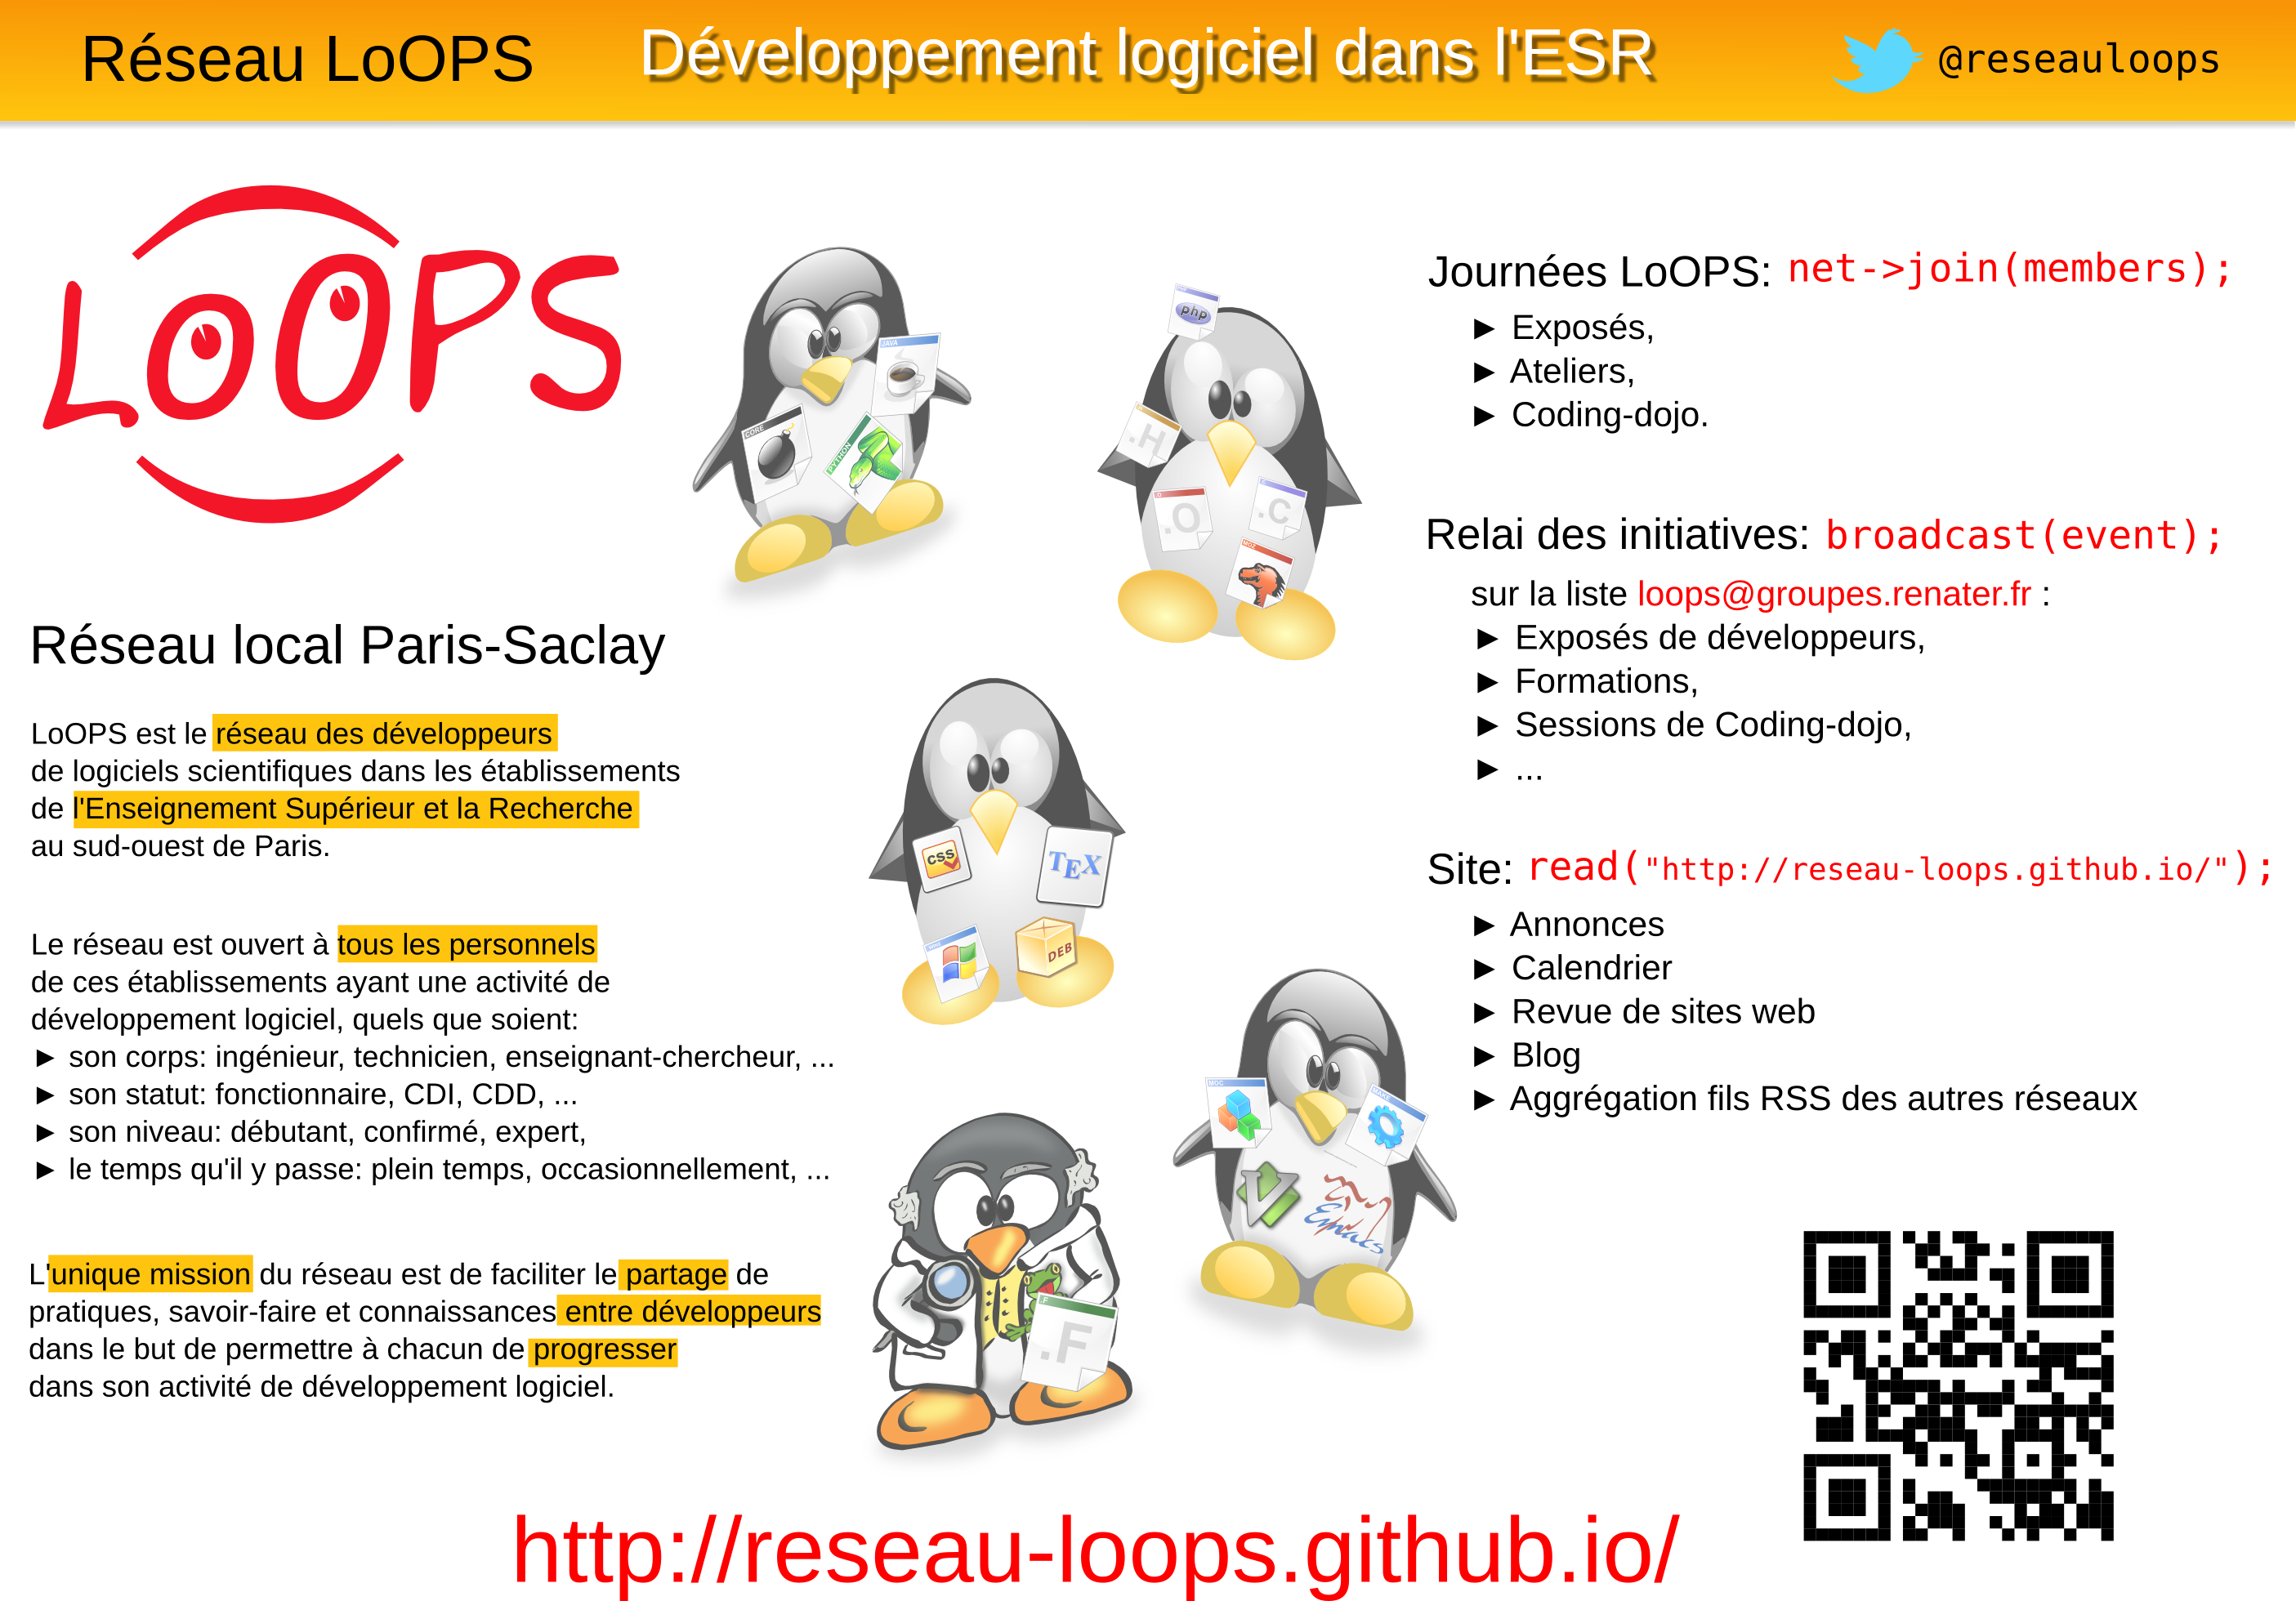 Réseau LoOPS
Développement logiciel dans l'ESR
@reseauloops
LoOPS
Réseau local Paris-Saclay
LoOPS est le réseau des développeurs
de logiciels scientifiques dans les établissements
de l'Enseignement Supérieur et la Recherche
au sud-ouest de Paris.
Le réseau est ouvert à tous les personnels
de ces établissements ayant une activité de
développement logiciel, quels que soient:
► son corps: ingénieur, technicien, enseignant-chercheur, ...
► son statut: fonctionnaire, CDI, CDD, ...
► son niveau: débutant, confirmé, expert,
► le temps qu'il y passe: plein temps, occasionnellement, ...
L'unique mission du réseau est de faciliter le partage de
pratiques, savoir-faire et connaissances entre développeurs
dans le but de permettre à chacun de progresser
dans son activité de développement logiciel.
JAVA
CORE
PYTHON
php
.H
.O
.C
MOZ
css
TEX
DEB
MOC
MAKE
Emacs
.F
Journées LoOPS: net->join(members);
► Exposés,
► Ateliers,
► Coding-dojo.
Relai des initiatives: broadcast(event);
sur la liste loops@groupes.renater.fr :
► Exposés de développeurs,
► Formations,
► Sessions de Coding-dojo,
► ...
Site: read("http://reseau-loops.github.io/");
► Annonces
► Calendrier
► Revue de sites web
► Blog
► Aggrégation fils RSS des autres réseaux
http://reseau-loops.github.io/